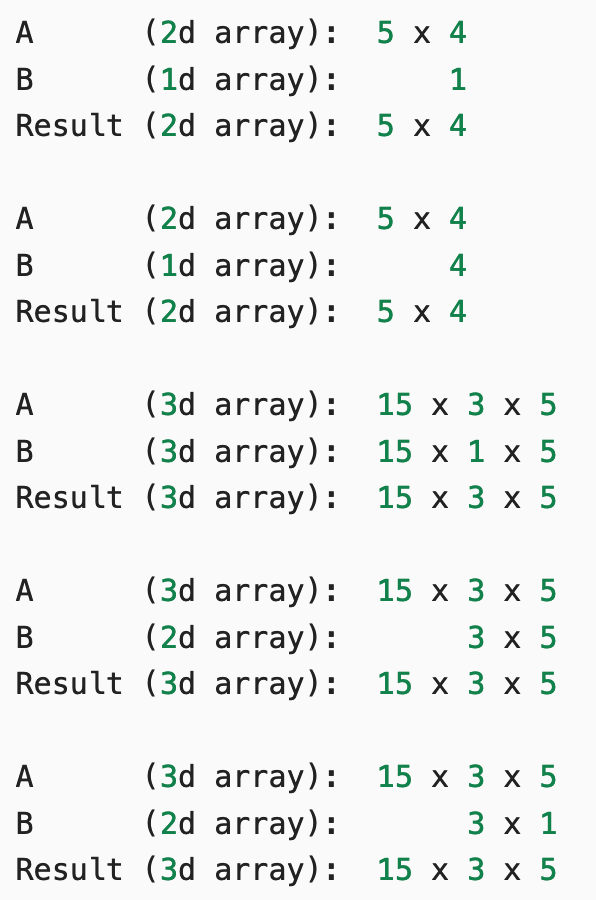 A      (2d array):  5 x 4
B      (1d array):      1
Result (2d array):  5 x 4

A      (2d array):  5 x 4
B      (1d array):      4
Result (2d array):  5 x 4

A      (3d array):  15 x 3 x 5
B      (3d array):  15 x 1 x 5
Result (3d array):  15 x 3 x 5

A      (3d array):  15 x 3 x 5
B      (2d array):       3 x 5
Result (3d array):  15 x 3 x 5

A      (3d array):  15 x 3 x 5
B      (2d array):       3 x 1
Result (3d array):  15 x 3 x 5